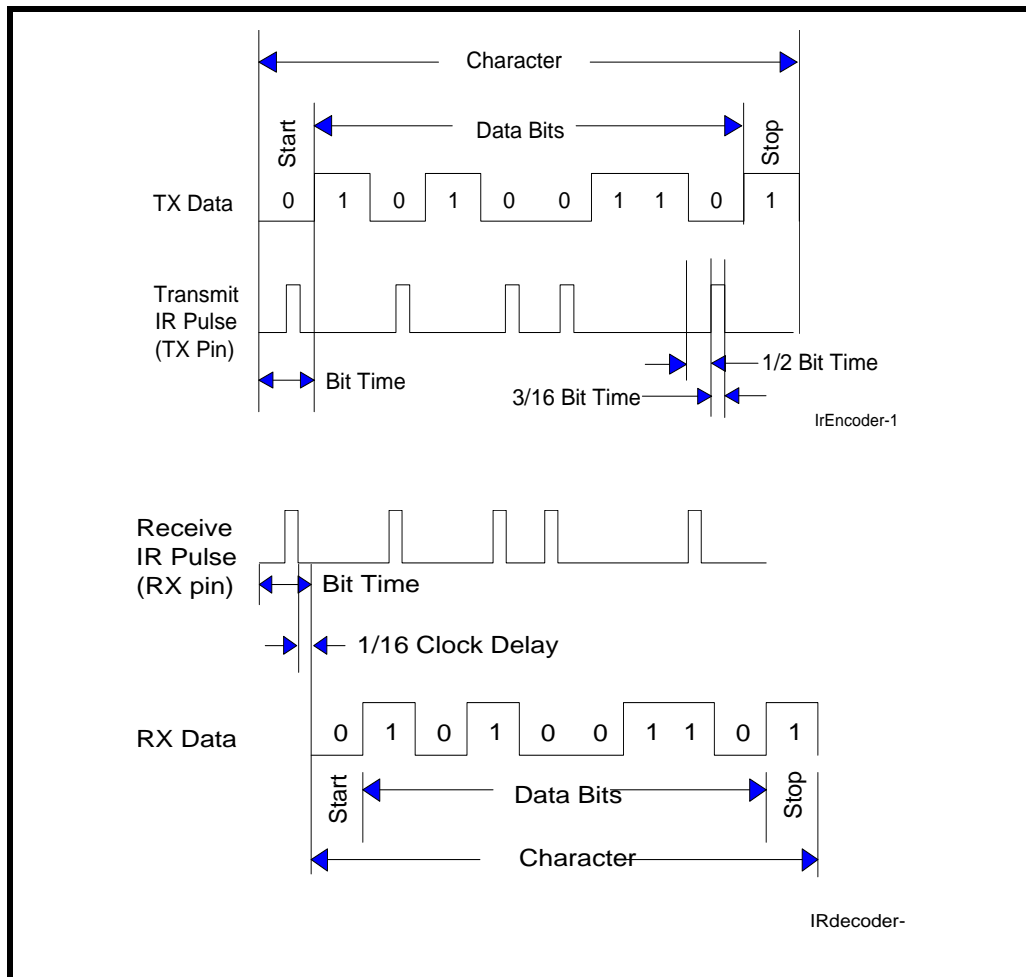 Character
Start
Data Bits
Stop
TX Data
0 1 0 1 0 0 1 1 0 1
Transmit
IR Pulse
(TX Pin)
Bit Time
1/2 Bit Time
3/16 Bit Time
IrEncoder-1
Receive
IR Pulse
(RX pin)
Bit Time
1/16 Clock Delay
RX Data
0 1 0 1 0 0 1 1 0 1
Start
Data Bits
Stop
Character
IRdecoder-